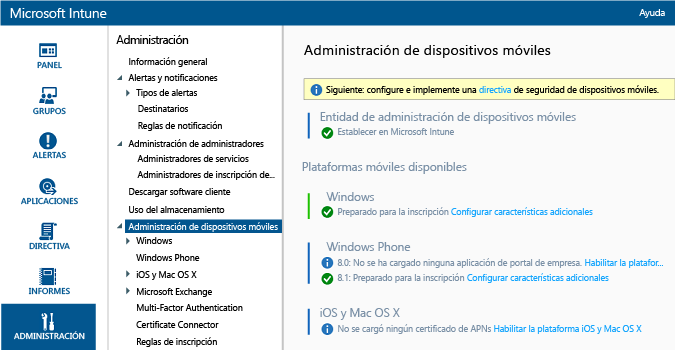 Microsoft Intune
Ayuda
PANEL
GRUPOS
ALERTAS
APLICACIONES
DIRECTIVA
INFORMES
ADMINISTRACIÓN
Administración
Información general
Alertas y notificaciones
Tipos de alertas
Destinatarios
Reglas de notificación
Administración de administradores
Administradores de servicios
Administradores de inscripción de...
Descargar software cliente
Uso del almacenamiento
Administración de dispositivos móviles
Windows
Windows Phone
iOS y Mac OS X
Microsoft Exchange
Multi-Factor Authentication
Certificate Connector
Reglas de inscripción
Administración de dispositivos móviles
Siguiente: configure e implemente una directiva de seguridad de dispositivos móviles.
Entidad de administración de dispositivos móviles
Establecer en Microsoft Intune
Plataformas móviles disponibles
Windows
Preparado para la inscripción Configurar características adicionales
Windows Phone
8.0: No se ha cargado ninguna aplicación de portal de empresa. Habilitar la platafor...
8.1: Preparado para la inscripción Configurar características adicionales
iOS y Mac OS X
No se cargó ningún certificado de APNs Habilitar la plataforma iOS y Mac OS X